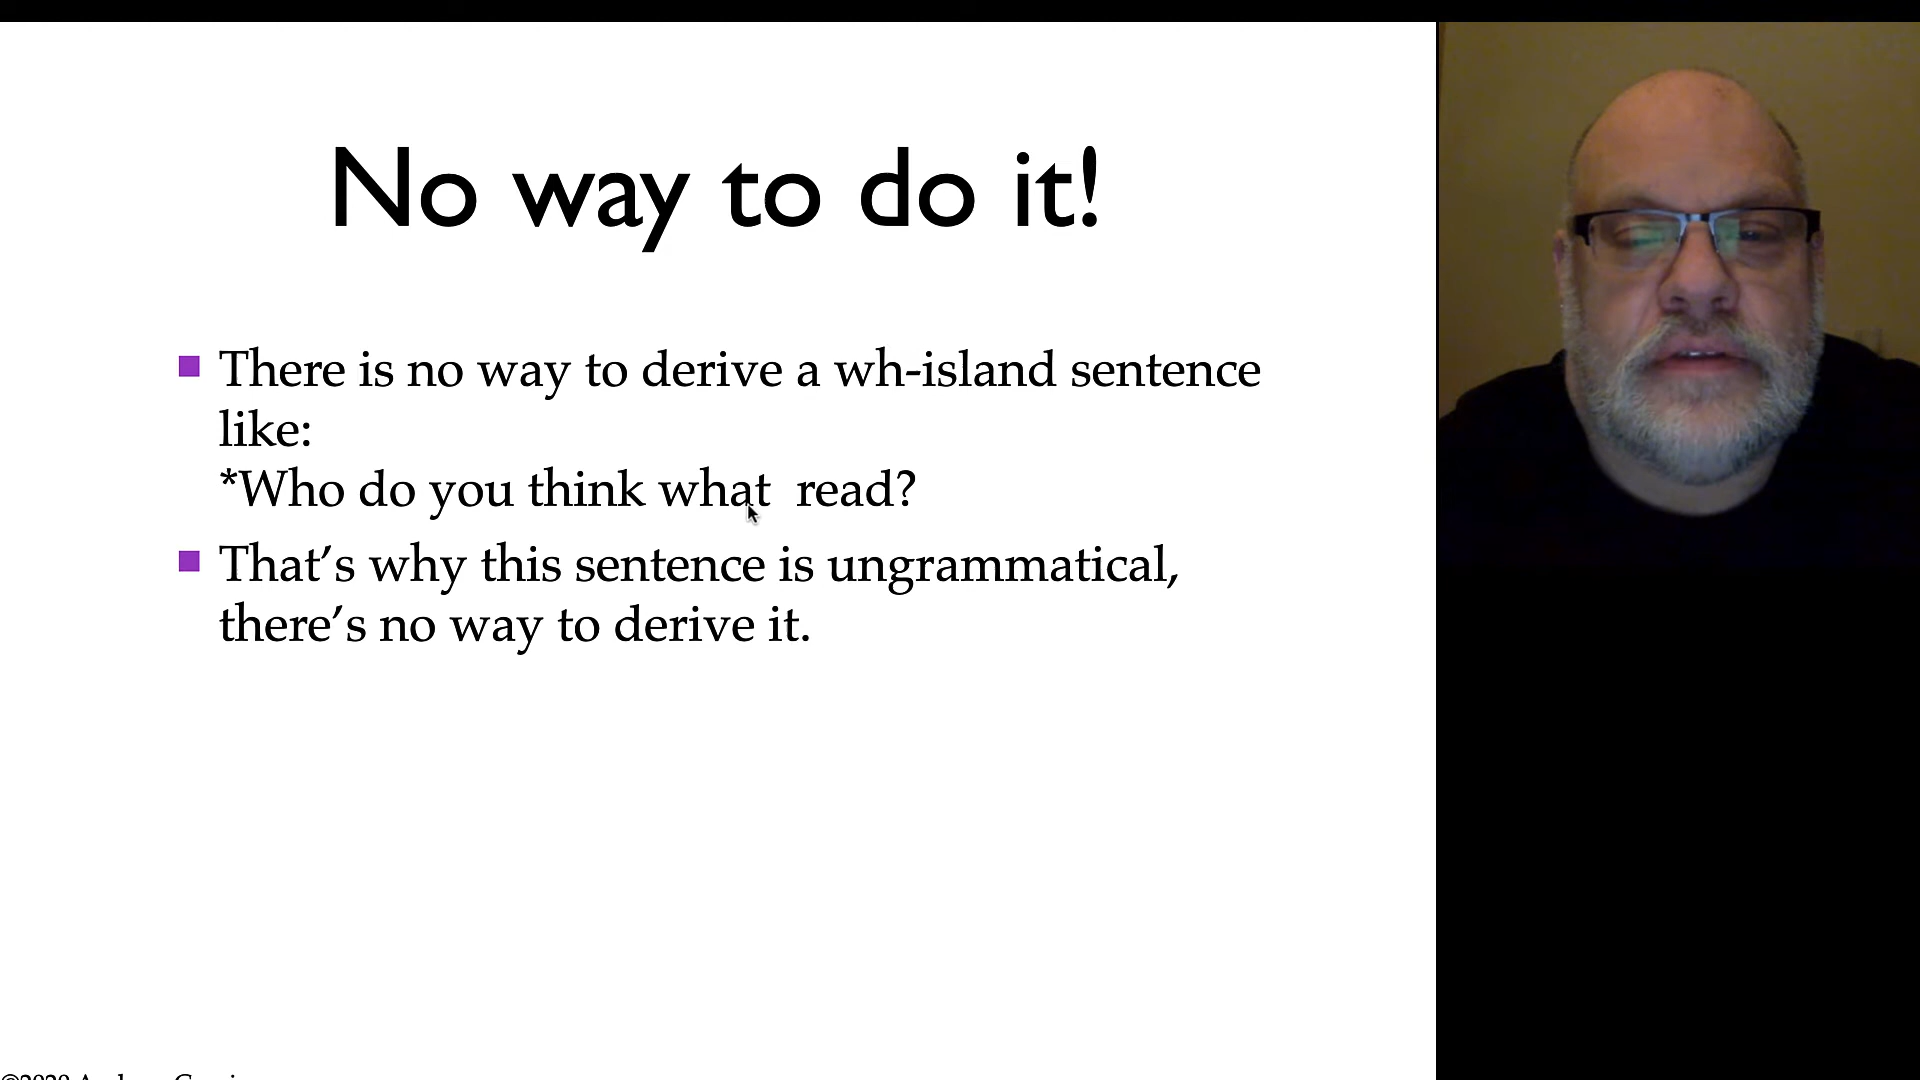 No way to do it!
There is no way to derive a wh-island sentence
like:
*Who do you think what read?
That’s why this sentence is ungrammatical,
there’s no way to derive it.
©2020